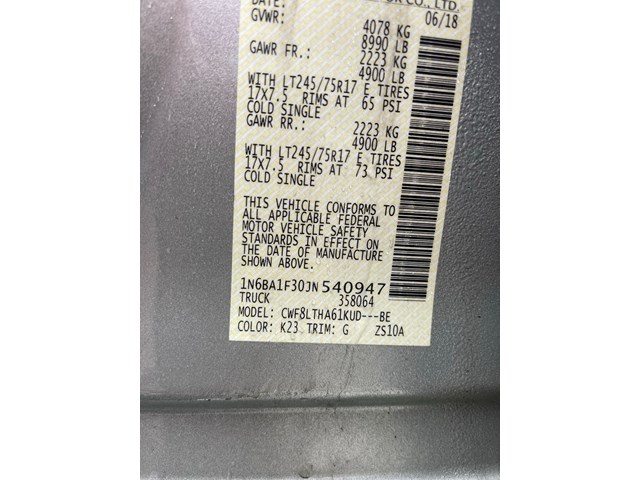 CO., LTD.
DATE: 06/18
GVWR: 4078 KG
8990 LB
GAWR FR.: 2223 KG
4900 LB
WITH LT245/75R17 E TIRES
17X7.5 RIMS AT 65 PSI
COLD SINGLE
GAWR RR.: 2223 KG
4900 LB
WITH LT245/75R17 E TIRES
17X7.5 RIMS AT 73 PSI
COLD SINGLE
THIS VEHICLE CONFORMS TO
ALL APPLICABLE FEDERAL
MOTOR VEHICLE SAFETY
STANDARDS IN EFFECT ON
THE DATE OF MANUFACTURE
SHOWN ABOVE.
1N6BA1F30JN540947
TRUCK 358064
MODEL: CWF8LTHA61KUD---BE
COLOR: K23 TRIM: G ZS10A